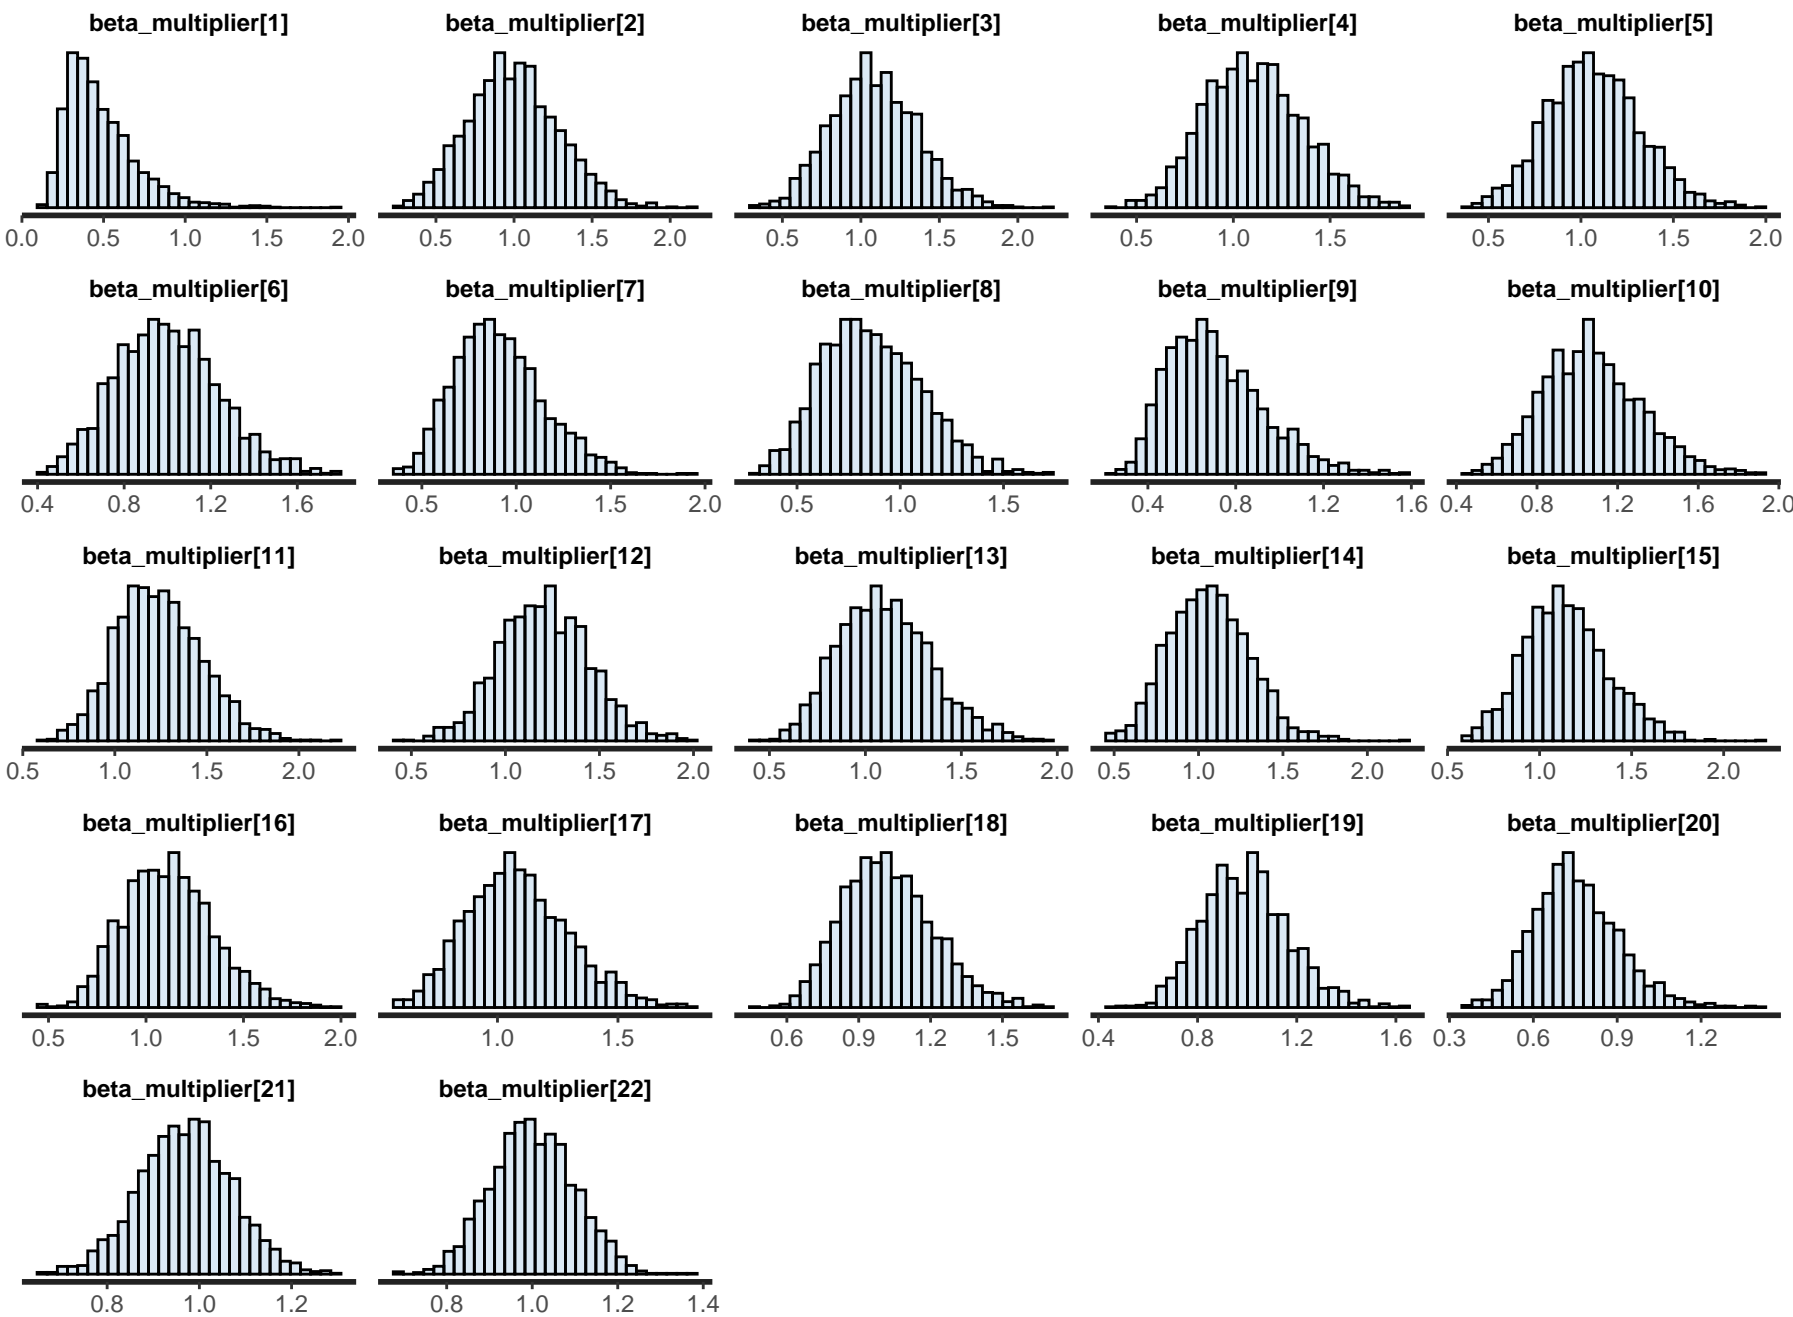 beta_multiplier[1] beta_multiplier[2] beta_multiplier[3] beta_multiplier[4] beta_multiplier[5]
0.0 0.5 1.0 1.5 2.0 0.5 1.0 1.5 2.0 0.5 1.0 1.5 2.0 0.5 1.0 1.5 0.5 1.0 1.5 2.0
beta_multiplier[6] beta_multiplier[7] beta_multiplier[8] beta_multiplier[9] beta_multiplier[10]
0.4 0.8 1.2 1.6 0.5 1.0 1.5 2.0 0.5 1.0 1.5 0.4 0.8 1.2 1.6 0.4 0.8 1.2 1.6 2.0
beta_multiplier[11] beta_multiplier[12] beta_multiplier[13] beta_multiplier[14] beta_multiplier[15]
0.5 1.0 1.5 2.0 0.5 1.0 1.5 2.0 0.5 1.0 1.5 2.0 0.5 1.0 1.5 2.0 0.5 1.0 1.5 2.0
beta_multiplier[16] beta_multiplier[17] beta_multiplier[18] beta_multiplier[19] beta_multiplier[20]
0.5 1.0 1.5 2.0 1.0 1.5 0.6 0.9 1.2 1.5 0.4 0.8 1.2 1.6 0.3 0.6 0.9 1.2
beta_multiplier[21] beta_multiplier[22]
0.8 1.0 1.2 0.8 1.0 1.2 1.4